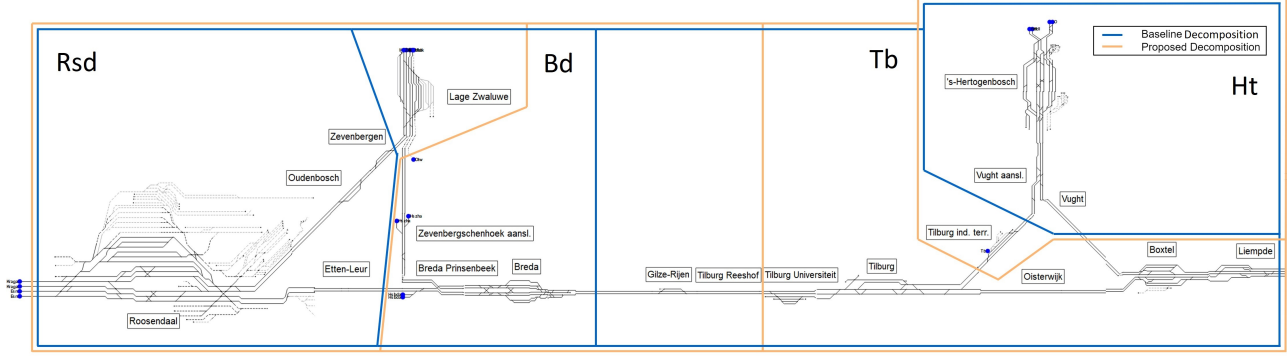 Rsd
Bd
Tb
Ht
Baseline Decomposition
Proposed Decomposition
's-Hertogenbosch
Lage Zwaluwe
Zevenbergen
Oudenbosch
Vught aansl.
Vught
Zevenbergschenhoek aansl.
Tilburg ind. terr.
Etten-Leur
Breda Prinsenbeek
Breda
Gilze-Rijen
Tilburg Reeshof
Tilburg Universiteit
Tilburg
Oisterwijk
Boxtel
Liempde
Roosendaal